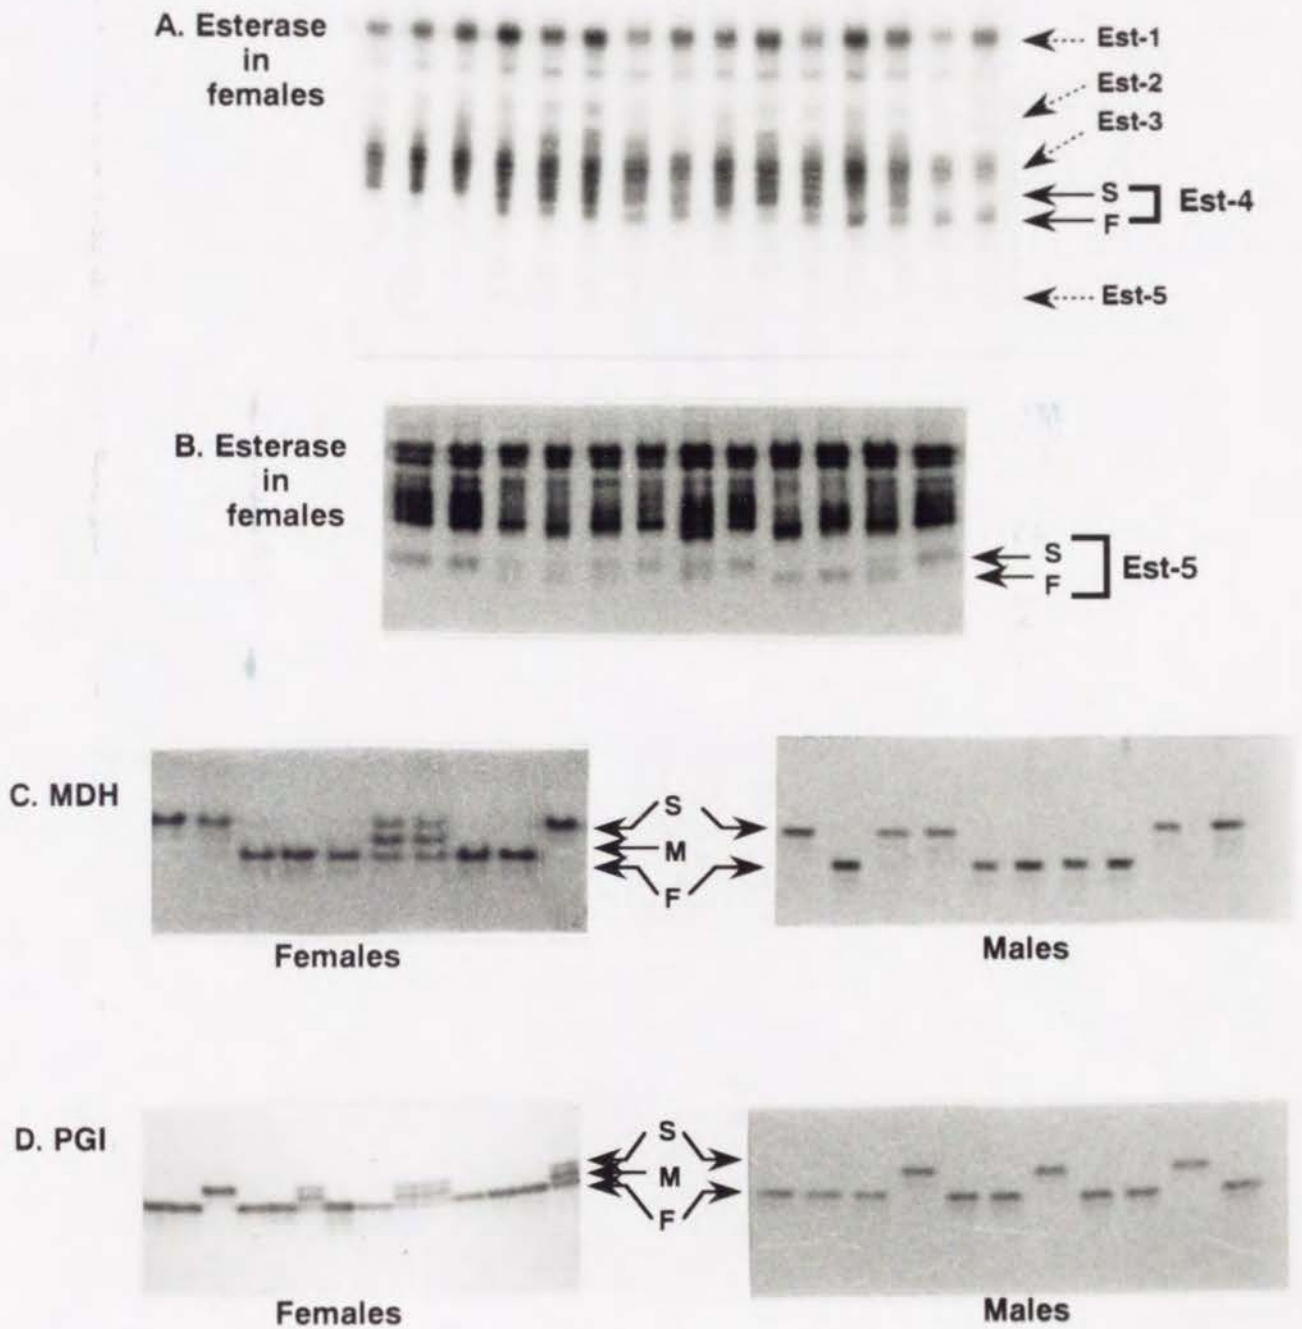 A. Esterase
in
females
Est-1
Est-2
Est-3
S
F
Est-4
Est-5
B. Esterase
in
females
S
F
Est-5
C. MDH
S
M
F
Females
Males
D. PGI
S
M
F
Females
Males